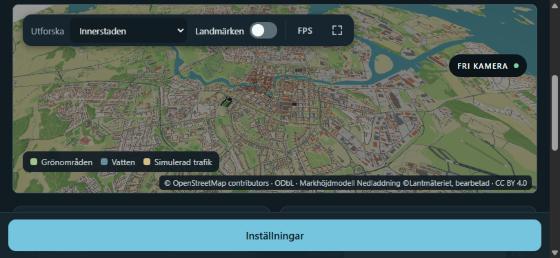 Utforska Innerstaden Landmärken FPS
FRI KAMERA
Grönområden Vatten Simulerad trafik
© OpenStreetMap contributors · ODbL · Markhöjdmodell Nedladdning ©Lantmäteriet, bearbetad · CC BY 4.0
Inställningar